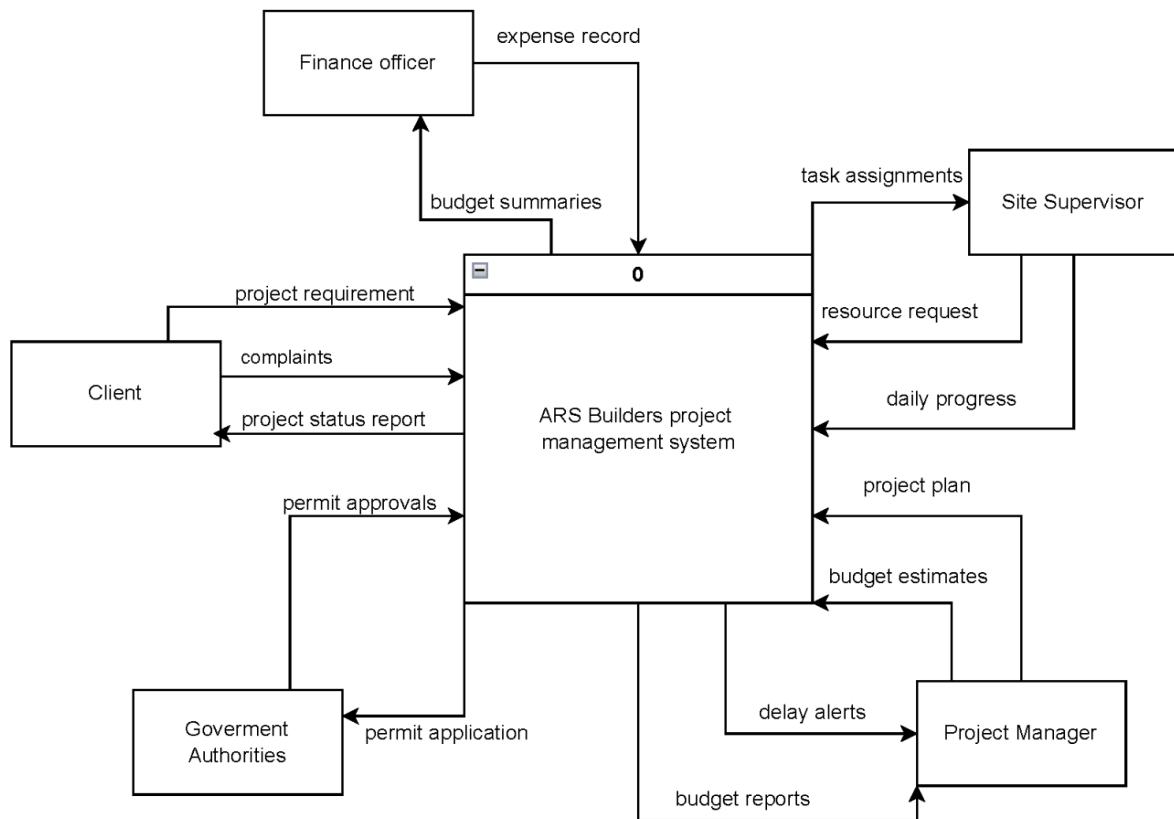 expense record
Finance officer
task assignments
Site Supervisor
budget summaries
0
project requirement
resource request
complaints
Client
daily progress
ARS Builders project
management system
project status report
project plan
permit approvals
budget estimates
delay alerts
Goverment
Authorities
permit application
Project Manager
budget reports